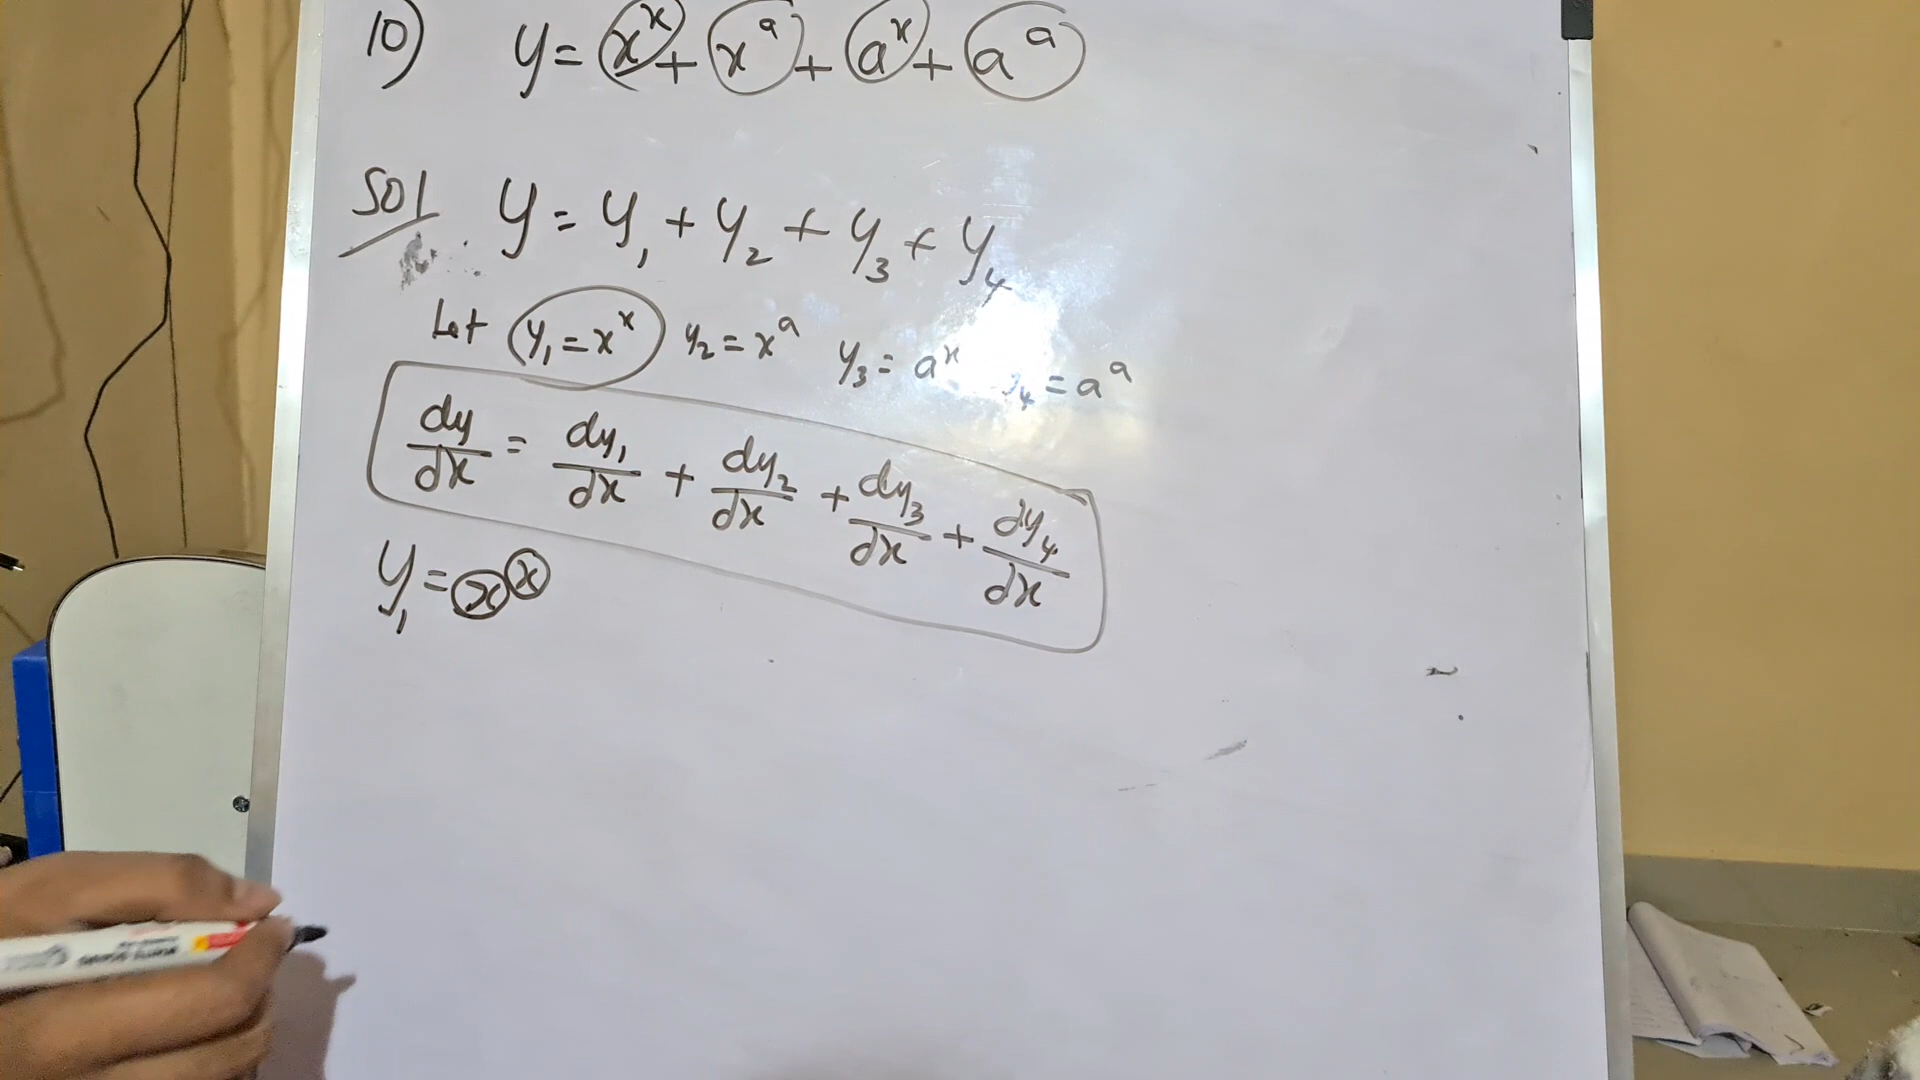 10) y = x^x + x^a + a^x + a^a
Sol y = y₁ + y₂ + y₃ + y₄
Let y₁ = x^x y₂ = x^a y₃ = a^x y₄ = a^a
dy/dx = dy₁/dx + dy₂/dx + dy₃/dx + dy₄/dx
y₁ = x^x